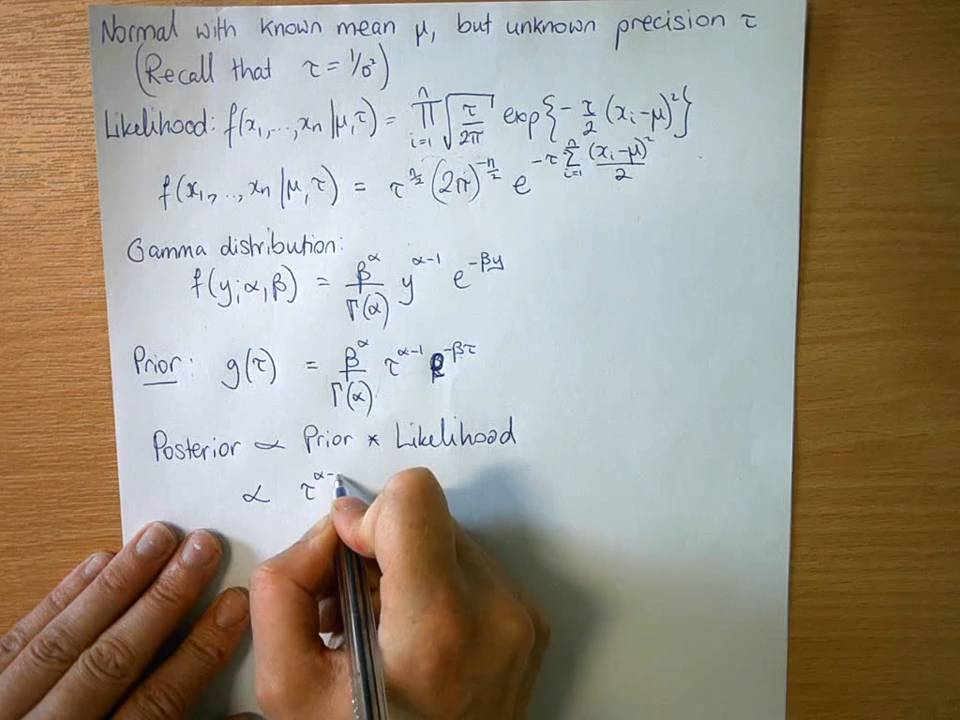 Normal with known mean μ, but unknown precision τ
(Recall that τ = 1/σ²)
Likelihood: f(x₁,...,xₙ|μ,τ) = ∏ᵢ₌₁ⁿ √(τ/2π) exp{-τ/2 (xᵢ-μ)²}
f(x₁,...,xₙ|μ,τ) = τ^(n/2) (2π)^(-n/2) e^(-τ ∑ᵢ₌₁ⁿ (xᵢ-μ)²/2)
Gamma distribution:
f(y;α,β) = β^α/Γ(α) y^(α-1) e^(-βy)
Prior: g(τ) = β^α/Γ(α) τ^(α-1) e^(-βτ)
Posterior ∝ Prior * Likelihood
∝ τ^(α-